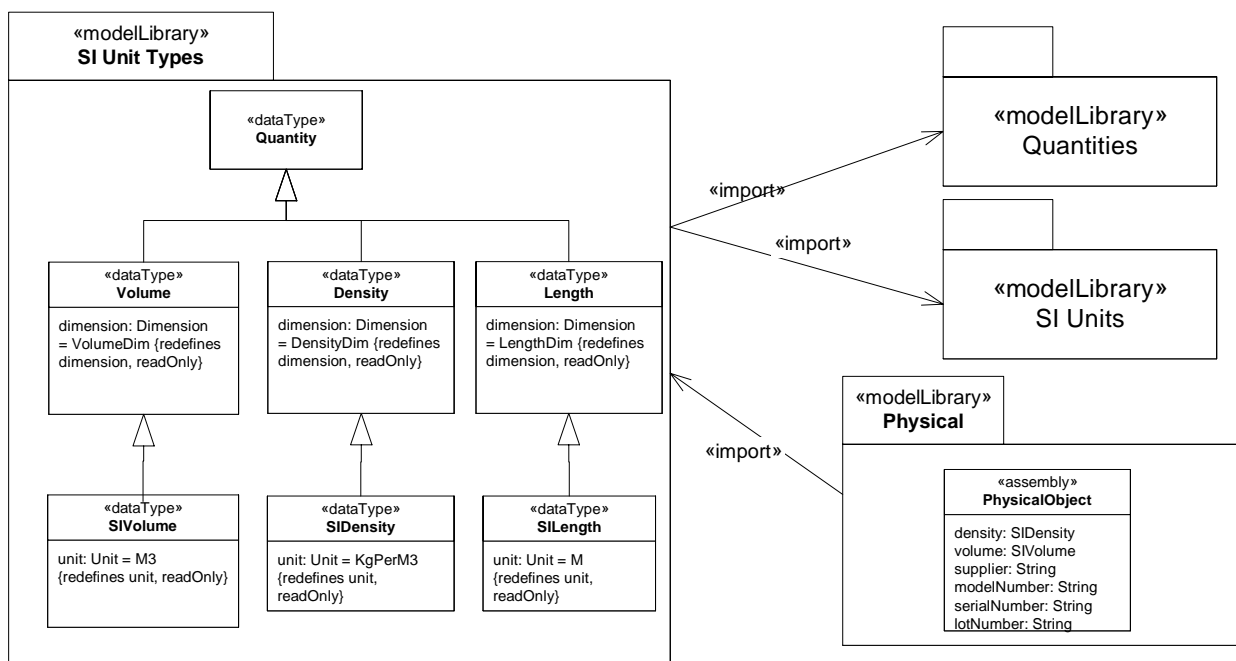 «modelLibrary»
SI Unit Types
«dataType»
Quantity
«dataType»
Volume
dimension: Dimension
= VolumeDim {redefines
dimension, readOnly}
«dataType»
Density
dimension: Dimension
= DensityDim {redefines
dimension, readOnly}
«dataType»
Length
dimension: Dimension
= LengthDim {redefines
dimension, readOnly}
«dataType»
SIVolume
unit: Unit = M3
{redefines unit, readOnly}
«dataType»
SIDensity
unit: Unit = KgPerM3
{redefines unit,
readOnly}
«dataType»
SILength
unit: Unit = M
{redefines unit,
readOnly}
«import»
«import»
«import»
«modelLibrary»
Quantities
«modelLibrary»
SI Units
«modelLibrary»
Physical
«assembly»
PhysicalObject
density: SIDensity
volume: SIVolume
supplier: String
modelNumber: String
serialNumber: String
lotNumber: String